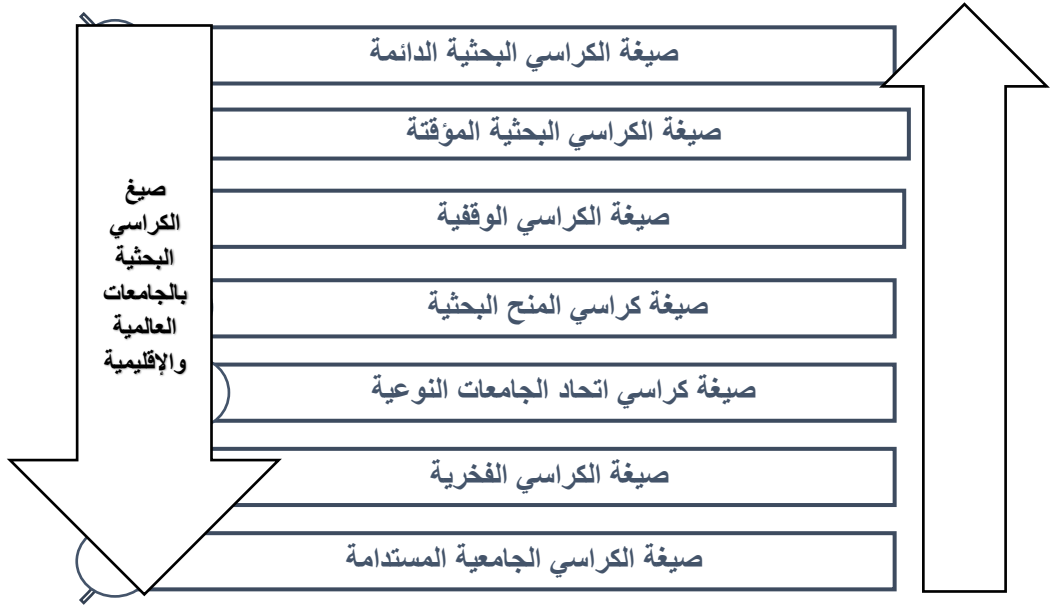 صيغة الكراسي البحثية الدائمة
صيغة الكراسي البحثية المؤقتة
صيغة الكراسي الوقفية
صيغة كراسي المنح البحثية
صيغة كراسي اتحاد الجامعات النوعية
صيغة الكراسي الفخرية
صيغة الكراسي الجامعية المستدامة
صيغ
الكراسي
البحثية
بالجامعات
العالمية
والإقليمية